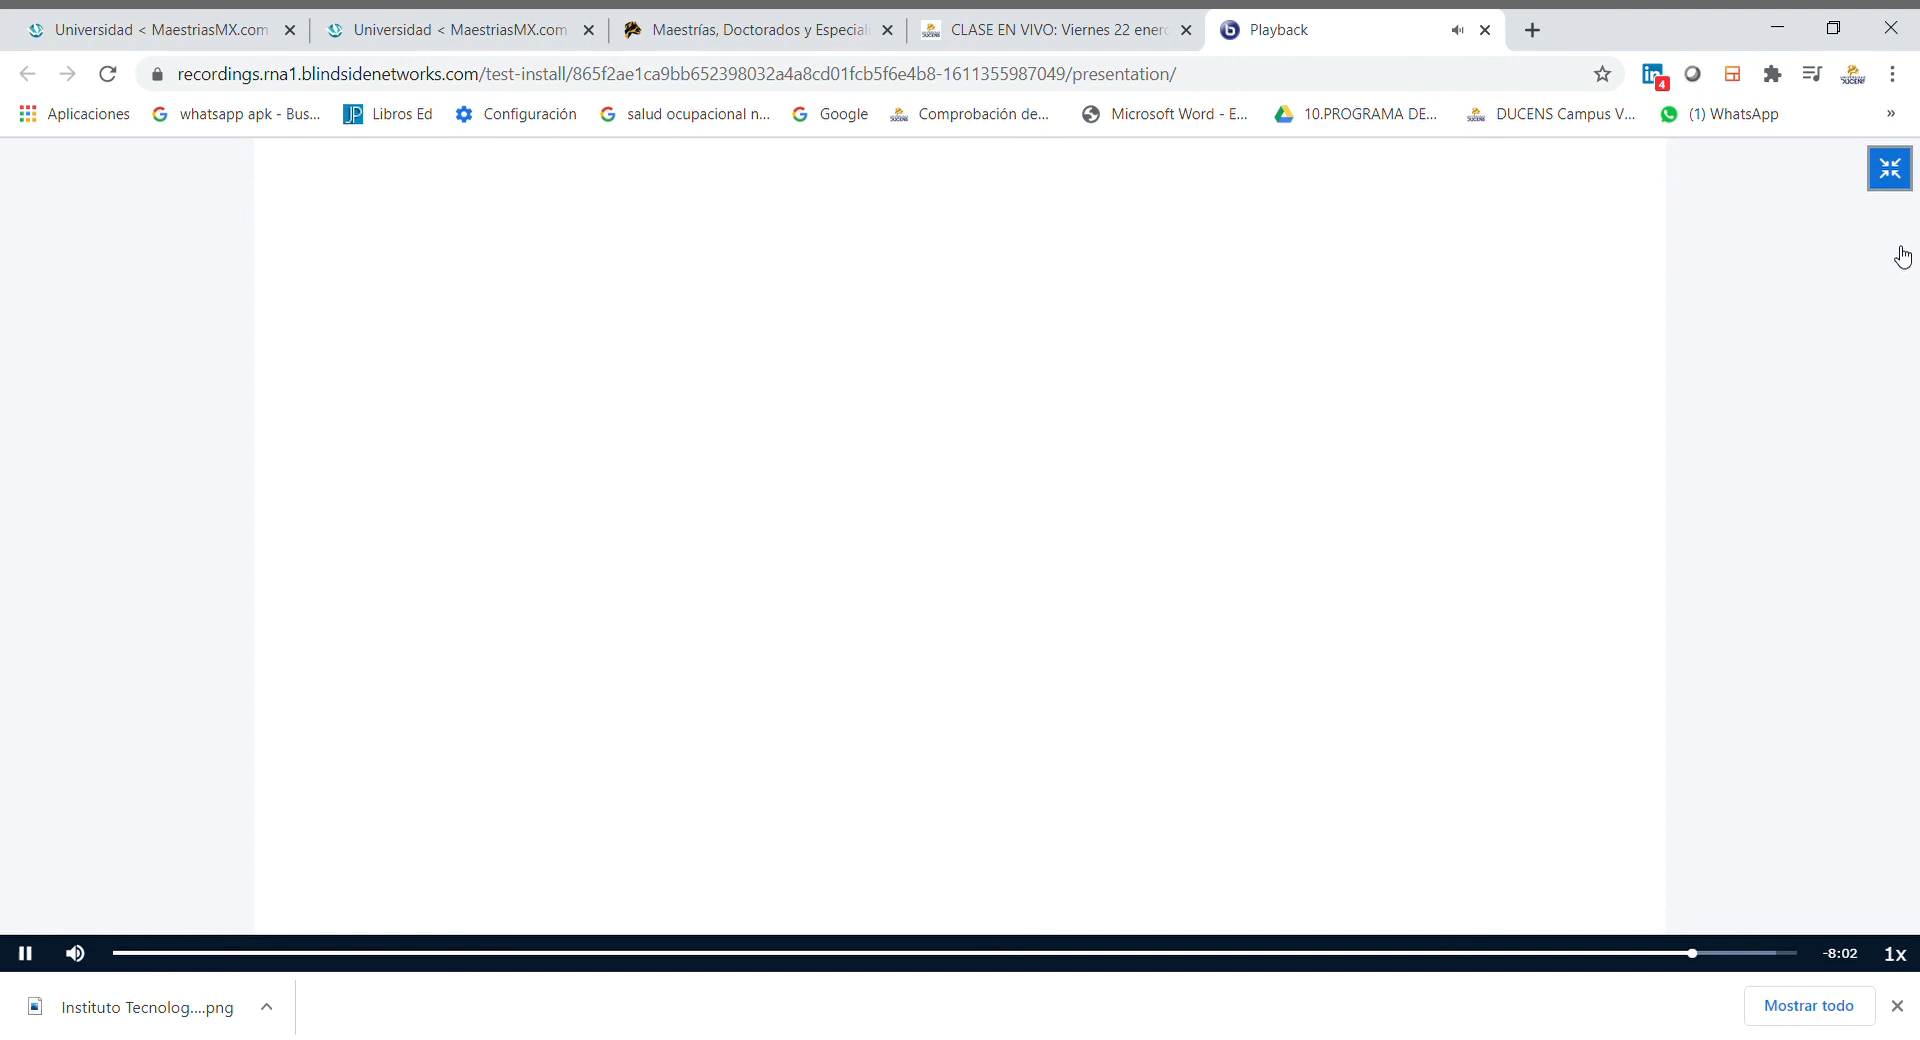 Universidad < MaestriasMX.com
Universidad < MaestriasMX.com
Maestrías, Doctorados y Especial
CLASE EN VIVO: Viernes 22 enero
Playback
recordings.rna1.blindsidenetworks.com/test-install/865f2ae1ca9bb652398032a4a8cd01fcb5f6e4b8-1611355987049/presentation/
4
Aplicaciones
whatsapp apk - Bus...
Libros Ed
Configuración
salud ocupacional n...
Google
Comprobación de...
Microsoft Word - E...
10.PROGRAMA DE...
DUCENS Campus V...
(1) WhatsApp
»
-8:02
1x
Instituto Tecnolog....png
Mostrar todo